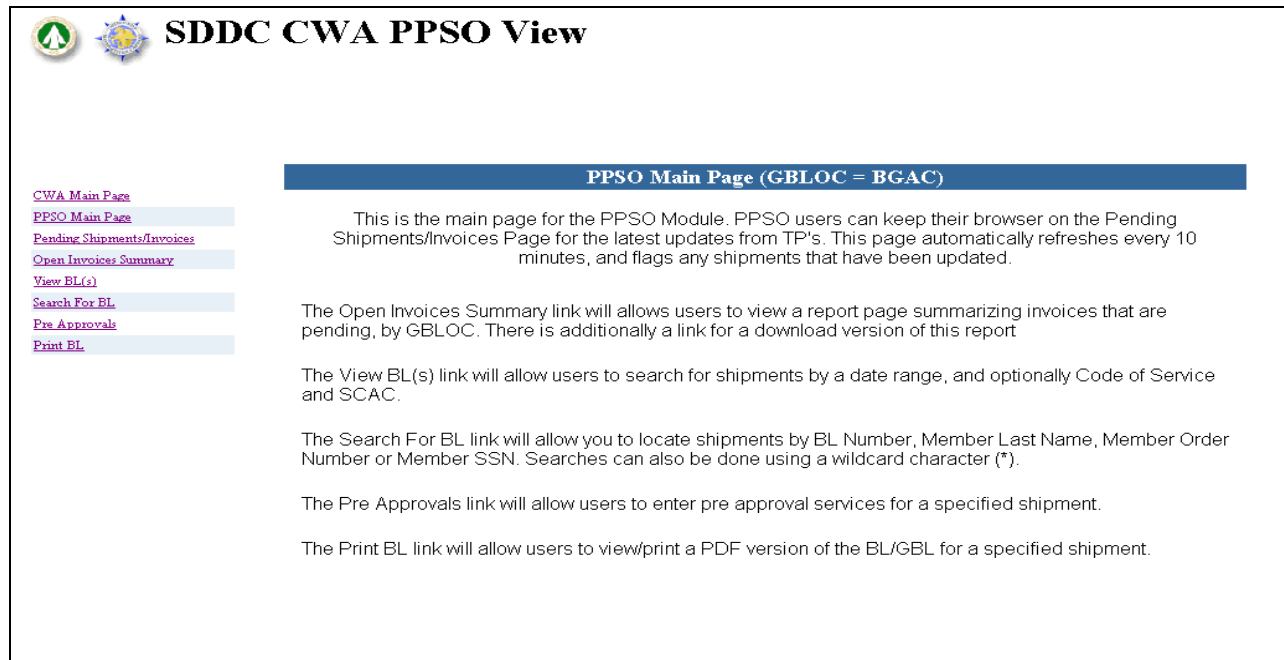 SDDC CWA PPSO View
CWA Main Page
PPSO Main Page
Pending Shipments/Invoices
Open Invoices Summary
View BL(s)
Search For BL
Pre Approvals
Print BL
PPSO Main Page (GBLOC = BGAC)
This is the main page for the PPSO Module. PPSO users can keep their browser on the Pending
Shipments/Invoices Page for the latest updates from TP's. This page automatically refreshes every 10
minutes, and flags any shipments that have been updated.
The Open Invoices Summary link will allows users to view a report page summarizing invoices that are
pending, by GBLOC. There is additionally a link for a download version of this report
The View BL(s) link will allow users to search for shipments by a date range, and optionally Code of Service
and SCAC.
The Search For BL link will allow you to locate shipments by BL Number, Member Last Name, Member Order
Number or Member SSN. Searches can also be done using a wildcard character (*).
The Pre Approvals link will allow users to enter pre approval services for a specified shipment.
The Print BL link will allow users to view/print a PDF version of the BL/GBL for a specified shipment.